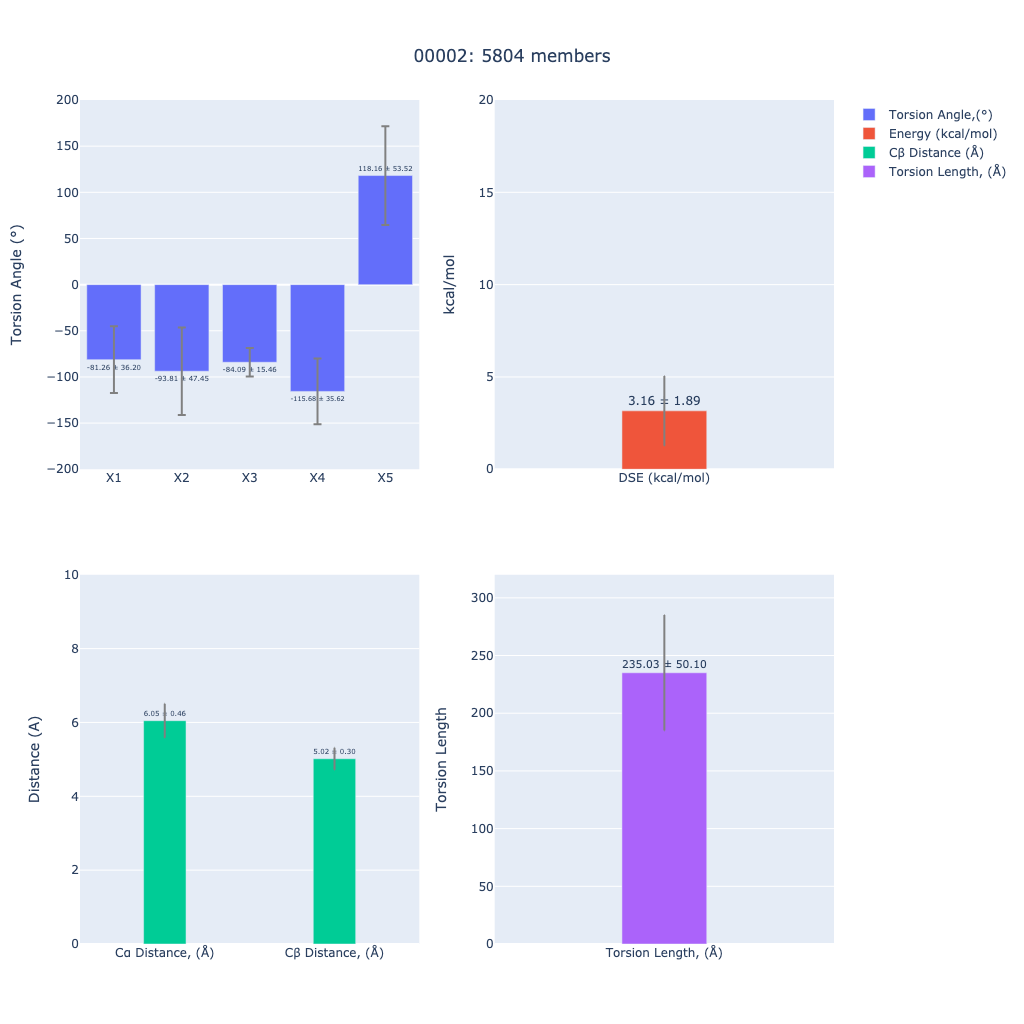 00002: 5804 members
Torsion Angle (°)
200
150
100
50
0
−50
−100
−150
−200
-81.26 ± 36.20
-93.81 ± 47.45
-84.09 ± 15.46
-115.68 ± 35.62
118.16 ± 53.52
X1 X2 X3 X4 X5
kcal/mol
20
15
10
5
0
3.16 ± 1.89
DSE (kcal/mol)
Torsion Angle,(°)
Energy (kcal/mol)
Cβ Distance (Å)
Torsion Length, (Å)
Distance (A)
10
8
6
4
2
0
6.05 ± 0.46
5.02 ± 0.30
Cα Distance, (Å) Cβ Distance, (Å)
Torsion Length
300
250
200
150
100
50
0
235.03 ± 50.10
Torsion Length, (Å)